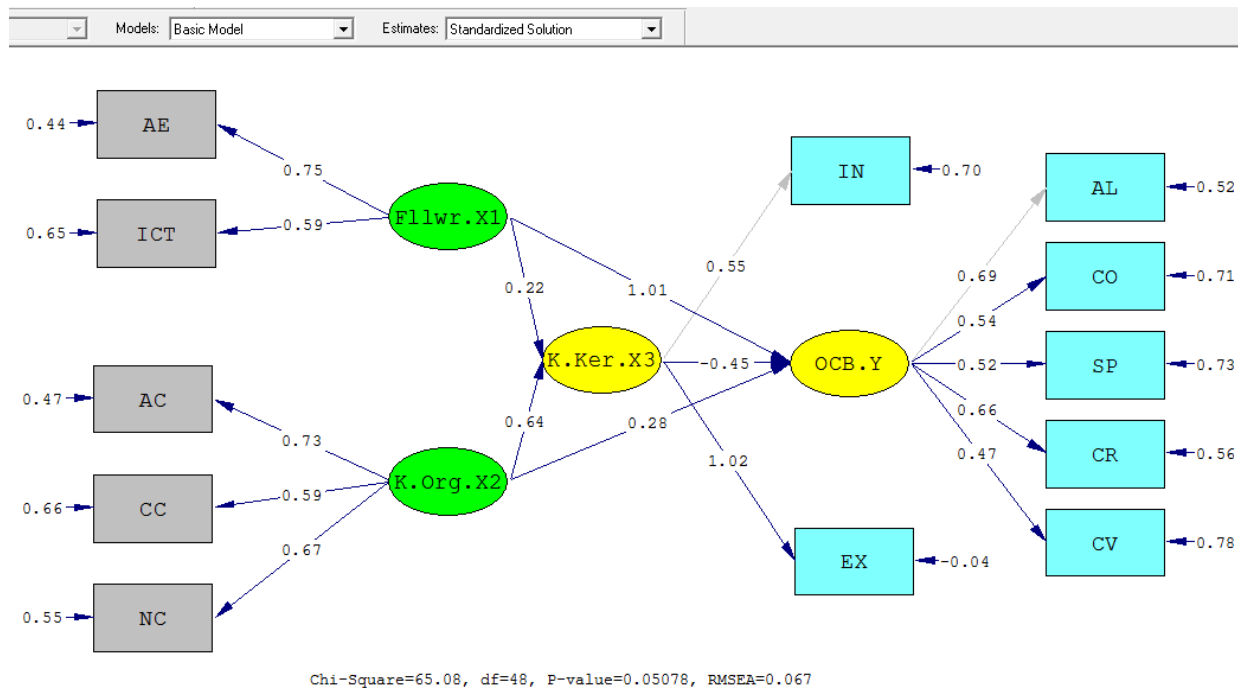 Models: Basic Model Estimates: Standardized Solution
0.44 AE
0.75
0.65 ICT
0.59
Fllwr.X1
IN 0.70
AL 0.52
0.55
0.69
0.22
1.01
CO 0.71
0.54
K.Ker.X3
-0.45
OCB.Y
0.52
SP 0.73
0.47 AC
0.73
0.64
0.28
0.66
CR 0.56
0.47
K.Org.X2
1.02
0.66 CC
0.59
0.67
EX -0.04
CV 0.78
0.55 NC
Chi-Square=65.08, df=48, P-value=0.05078, RMSEA=0.067